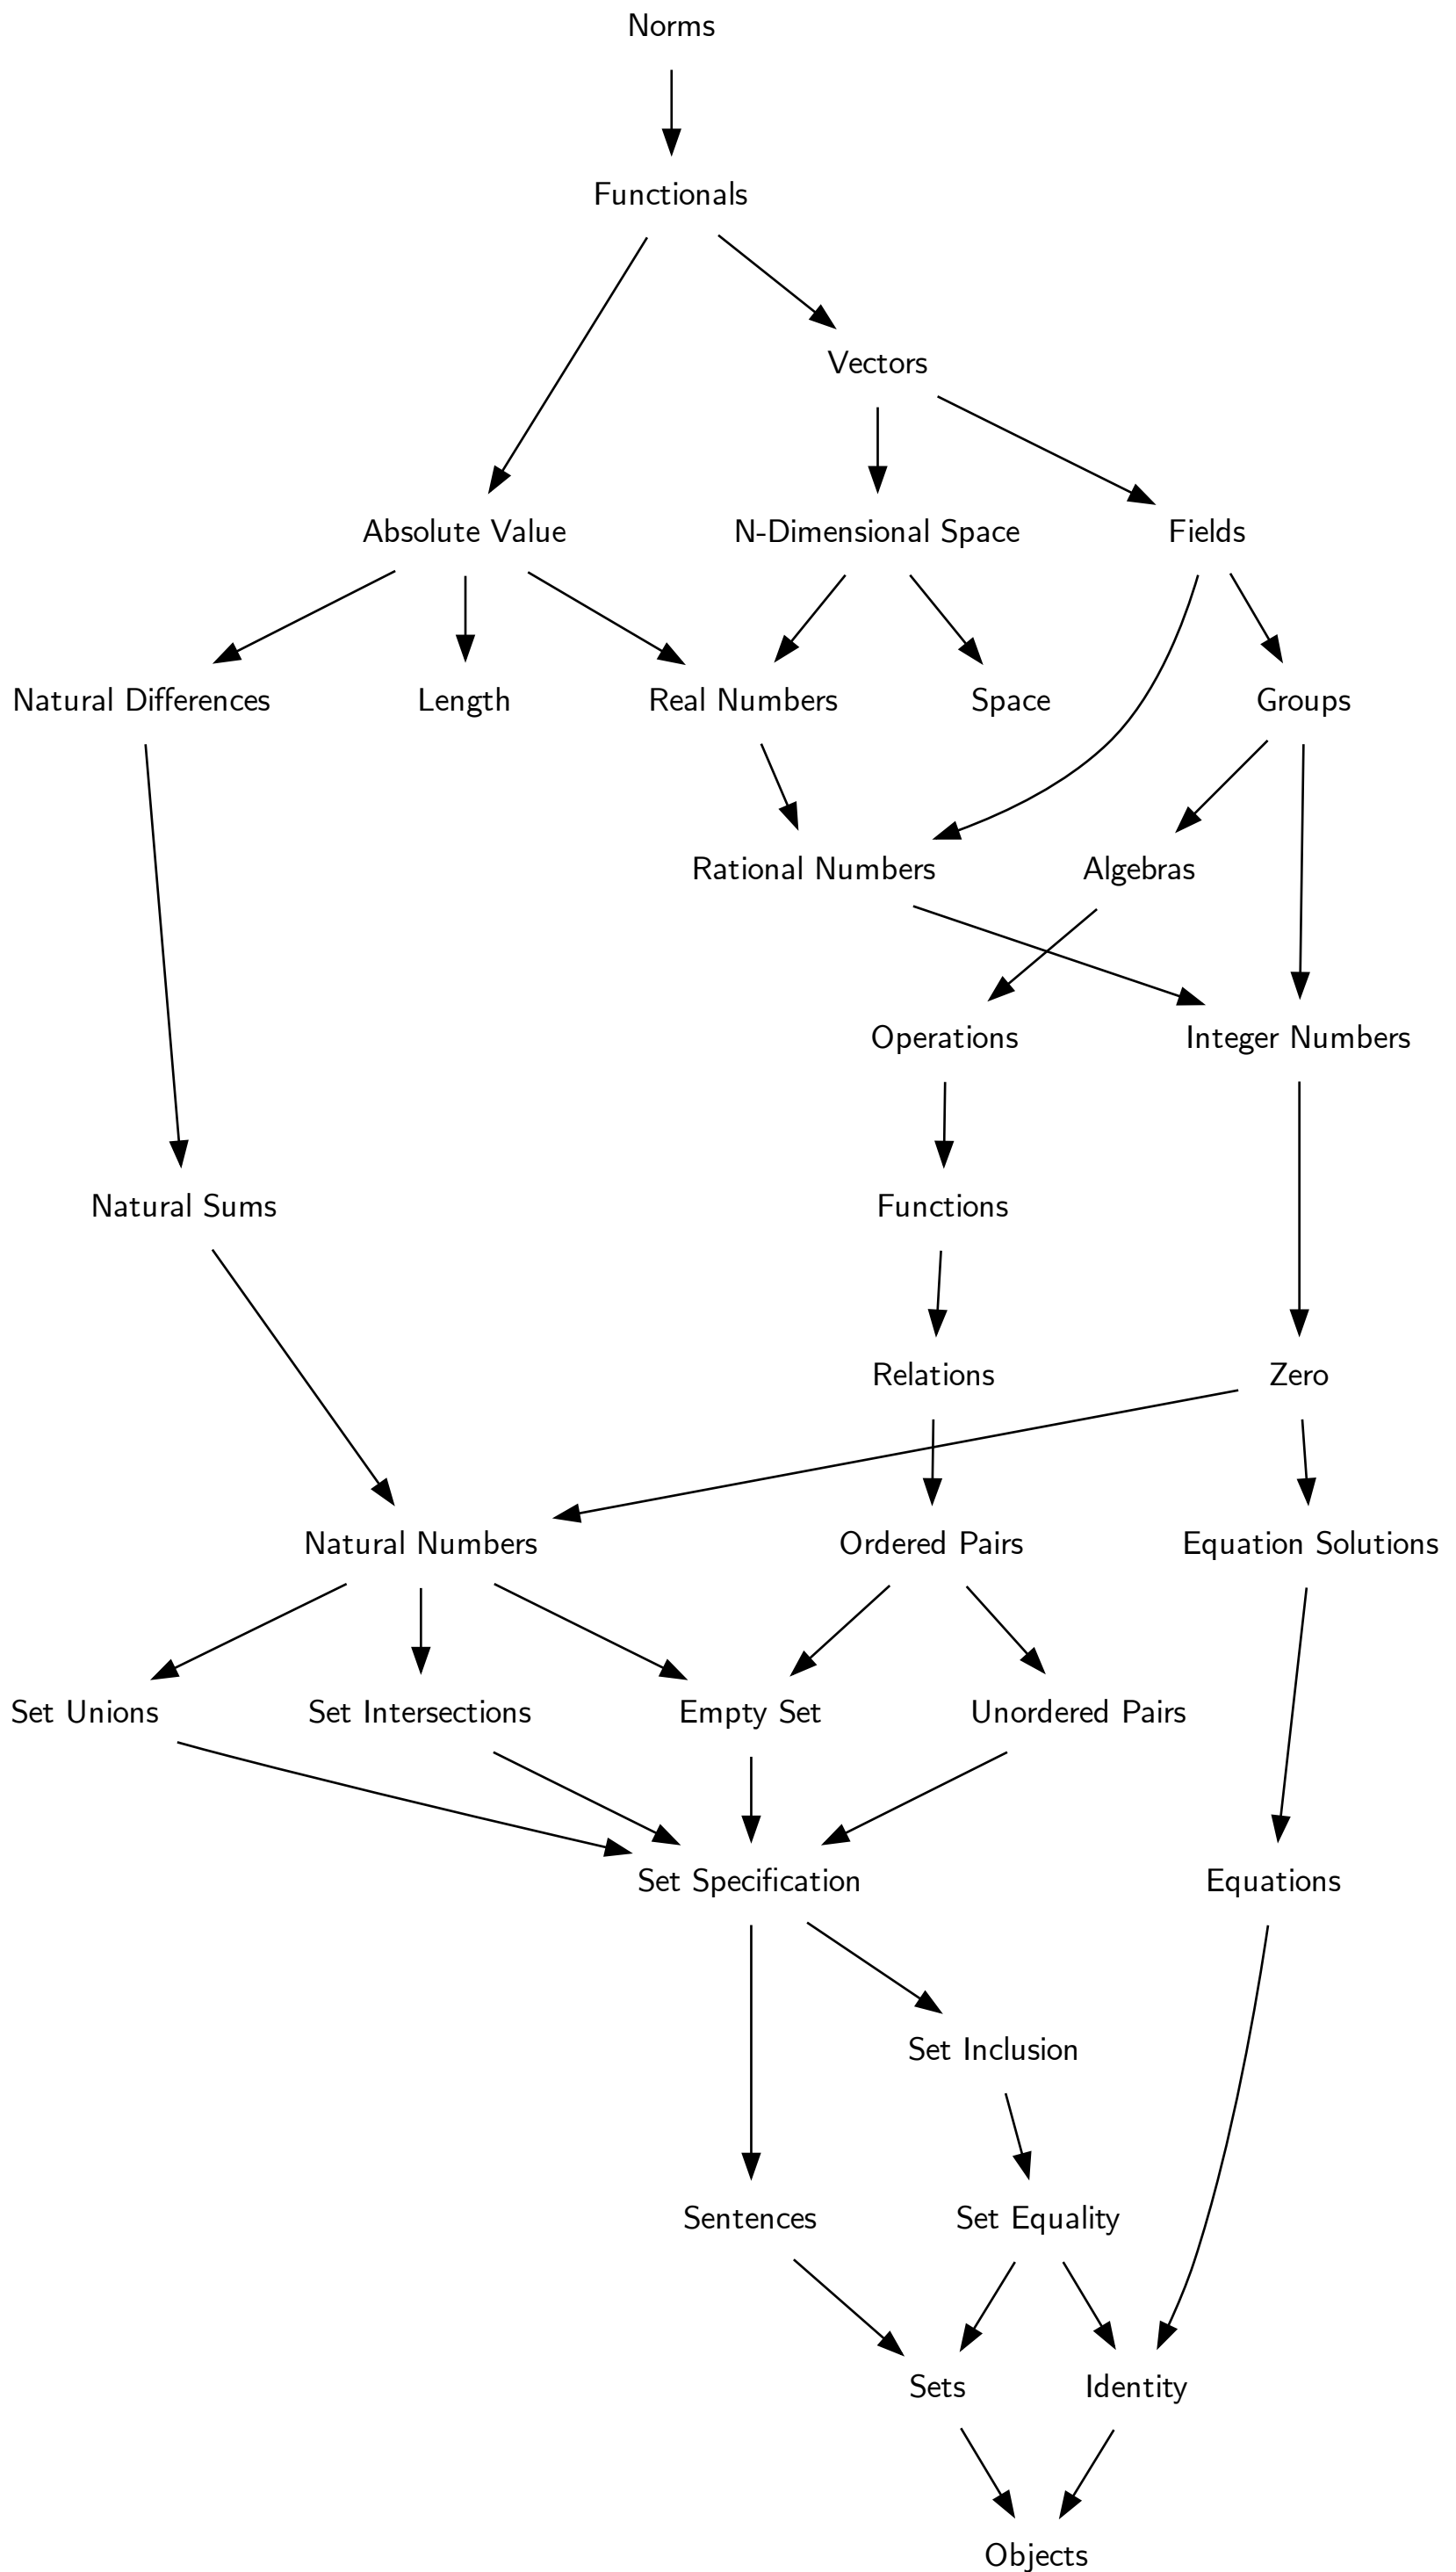 Norms
Functionals
Vectors
Absolute Value
N-Dimensional Space
Fields
Natural Differences
Length
Real Numbers
Space
Groups
Rational Numbers
Algebras
Operations
Integer Numbers
Natural Sums
Functions
Relations
Zero
Natural Numbers
Ordered Pairs
Equation Solutions
Set Unions
Set Intersections
Empty Set
Unordered Pairs
Set Specification
Equations
Set Inclusion
Sentences
Set Equality
Sets
Identity
Objects